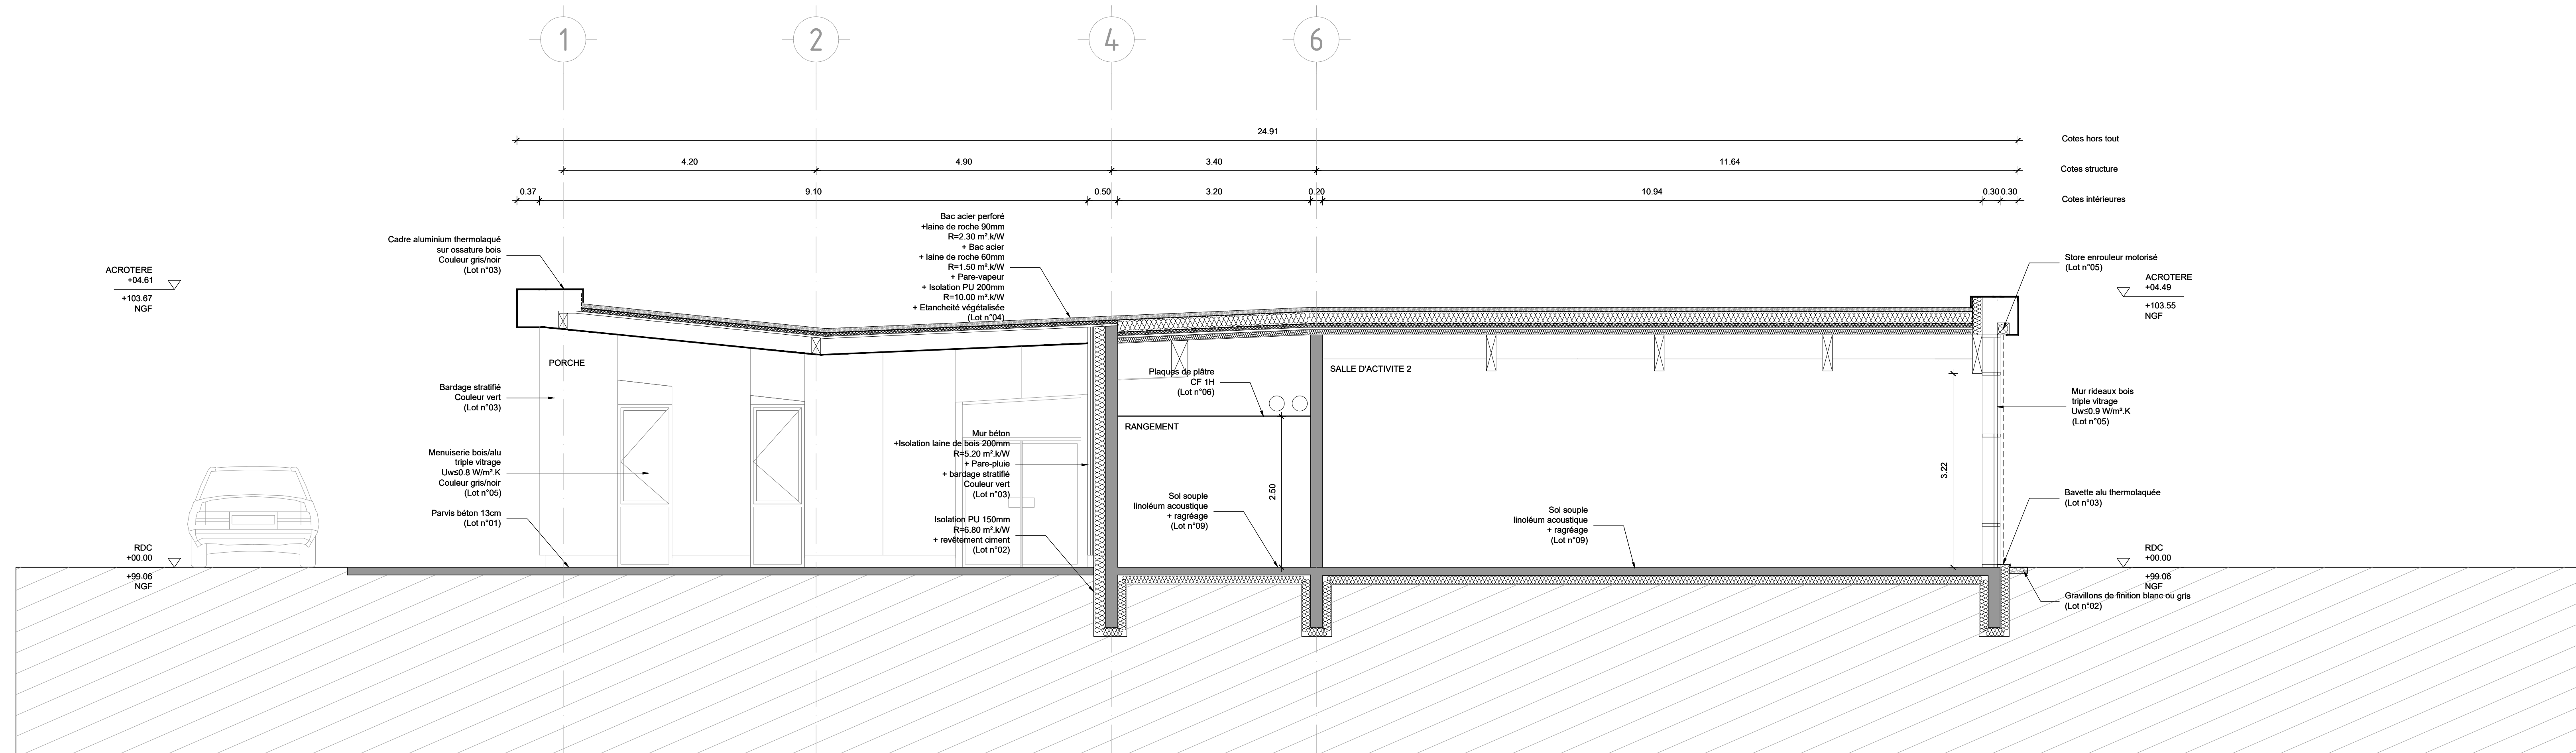 1
2
4
6
24.91
Cotes hors tout
4.20
4.90
3.40
11.64
Cotes structure
0.37
9.10
0.50
3.20
0.20
10.94
0.30
0.30
Cotes intérieures
Cadre aluminium thermolaqué
sur ossature bois
Couleur gris/noir
(Lot n°03)
Bac acier perforé
+laine de roche 90mm
R=2.30 m².k/W
+ Bac acier
+ laine de roche 60mm
R=1.50 m².k/W
+ Pare-vapeur
+ Isolation PU 200mm
R=10.00 m².k/W
+ Etancheité végétalisée
(Lot n°04)
Store enrouleur motorisé
(Lot n°05)
ACROTERE
+04.61
+103.67
NGF
ACROTERE
+04.49
+103.55
NGF
PORCHE
Bardage stratifié
Couleur vert
(Lot n°03)
Plaques de plâtre
CF 1H
(Lot n°06)
SALLE D'ACTIVITE 2
Mur rideaux bois
triple vitrage
Uw≤0.9 W/m².K
(Lot n°05)
RANGEMENT
Mur béton
+Isolation laine de bois 200mm
R=5.20 m².k/W
+ Pare-pluie
+ bardage stratifié
Couleur vert
(Lot n°03)
Menuiserie bois/alu
triple vitrage
Uw≤0.8 W/m².K
Couleur gris/noir
(Lot n°05)
2.50
3.22
Sol souple
linoléum acoustique
+ ragréage
(Lot n°09)
Sol souple
linoléum acoustique
+ ragréage
(Lot n°09)
Bavette alu thermolaquée
(Lot n°03)
Parvis béton 13cm
(Lot n°01)
Isolation PU 150mm
R=6.80 m².k/W
+ revêtement ciment
(Lot n°02)
RDC
+00.00
+99.06
NGF
RDC
+00.00
+99.06
NGF
Gravillons de finition blanc ou gris
(Lot n°02)